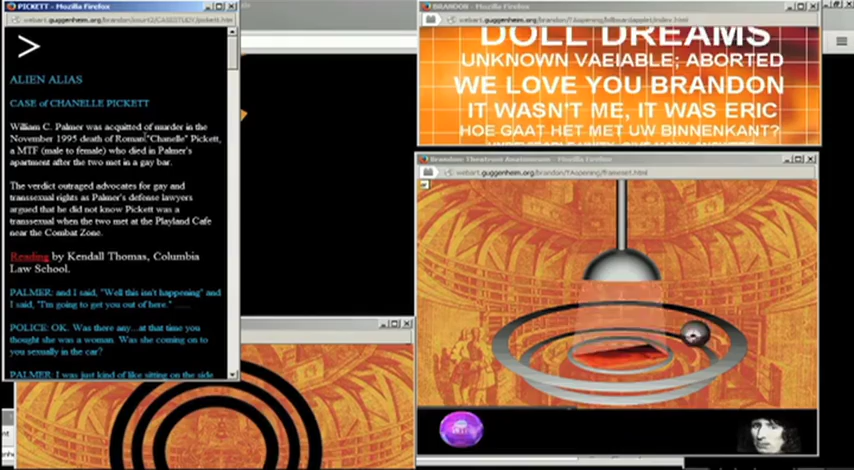 PICKETT - Mozilla Firefox
webart.guggenheim.org/brandon/court2/CASESTUDY/pickett.htm
>
ALIEN ALIAS
CASE of CHANELLE PICKETT
William C. Palmer was acquitted of murder in the
November 1995 death of Roman "Chanelle" Pickett,
a MTF (male to female) who died in Palmer's
apartment after the two met in a gay bar.
The verdict outraged advocates for gay and
transsexual rights as Palmer's defense lawyers
argued that he did not know Pickett was a
transsexual when the two met at the Playland Cafe
near the Combat Zone.
Reading by Kendall Thomas, Columbia
Law School.
PALMER: and I said, "Well this isn't happening" and
I said, "I'm going to get you out of here." .....
POLICE: OK. Was there any...at that time you
thought she was a woman. Was she coming on to
you sexually in the car?
PALMER: I was just kind of like sitting on the side
BRANDON - Mozilla Firefox
DOLL DREAMS
UNKNOWN VAEIABLE; ABORTED
WE LOVE YOU BRANDON
IT WASN'T ME, IT WAS ERIC
HOE GAAT HET MET UW BINNENKANT?
Brandon Theatrum Anatomicum - Mozilla Firefox